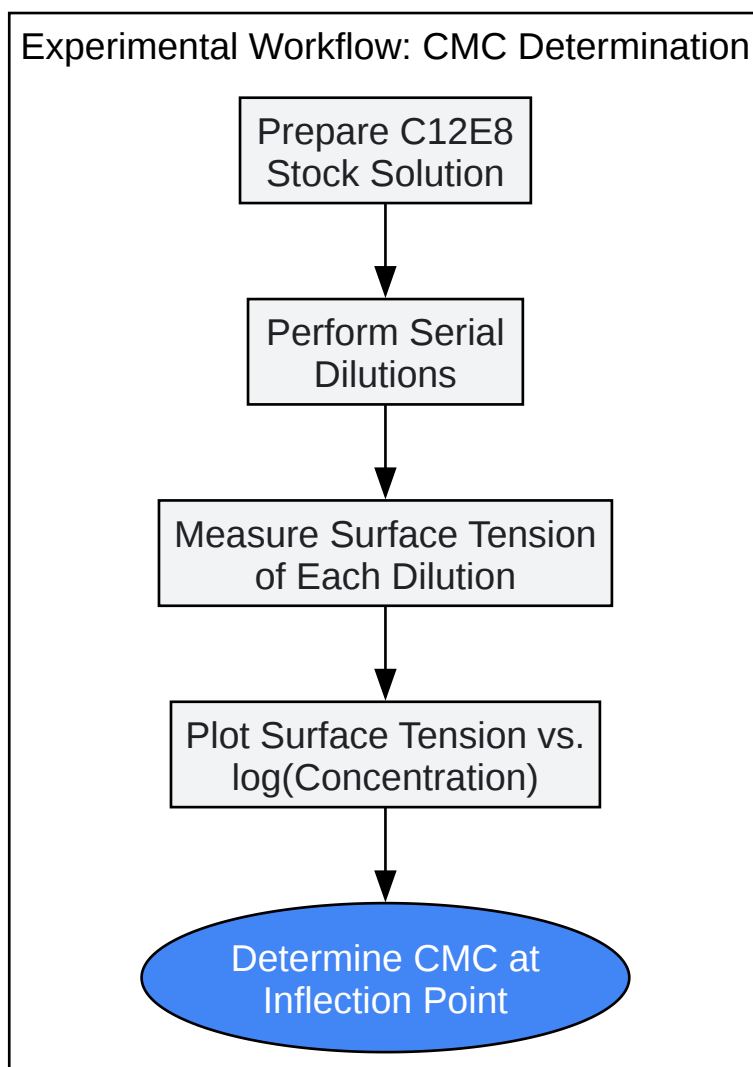 Experimental Workflow: CMC Determination
Prepare C12E8
Stock Solution
Perform Serial
Dilutions
Measure Surface Tension
of Each Dilution
Plot Surface Tension vs.
log(Concentration)
Determine CMC at
Inflection Point